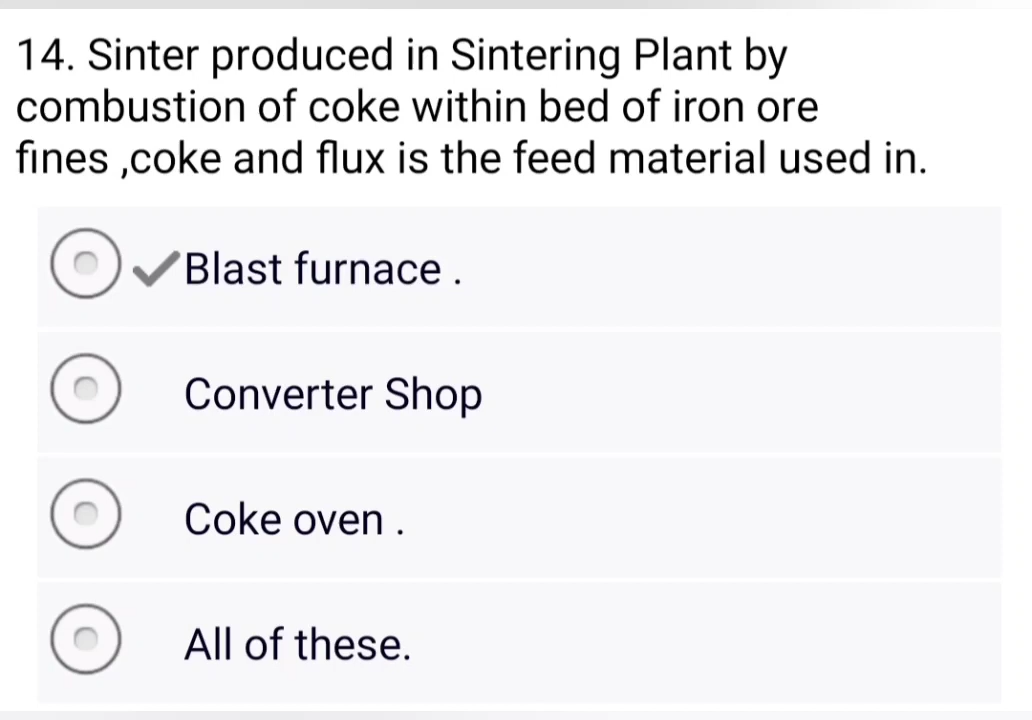 14. Sinter produced in Sintering Plant by
combustion of coke within bed of iron ore
fines ,coke and flux is the feed material used in.
Blast furnace .
Converter Shop
Coke oven .
All of these.